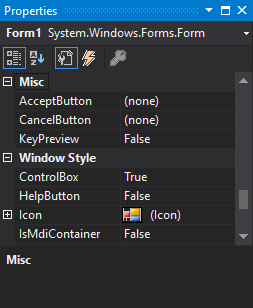 Properties
Form1 System.Windows.Forms.Form
Misc
AcceptButton (none)
CancelButton (none)
KeyPreview False
Window Style
ControlBox True
HelpButton False
Icon (Icon)
IsMdiContainer False
Misc